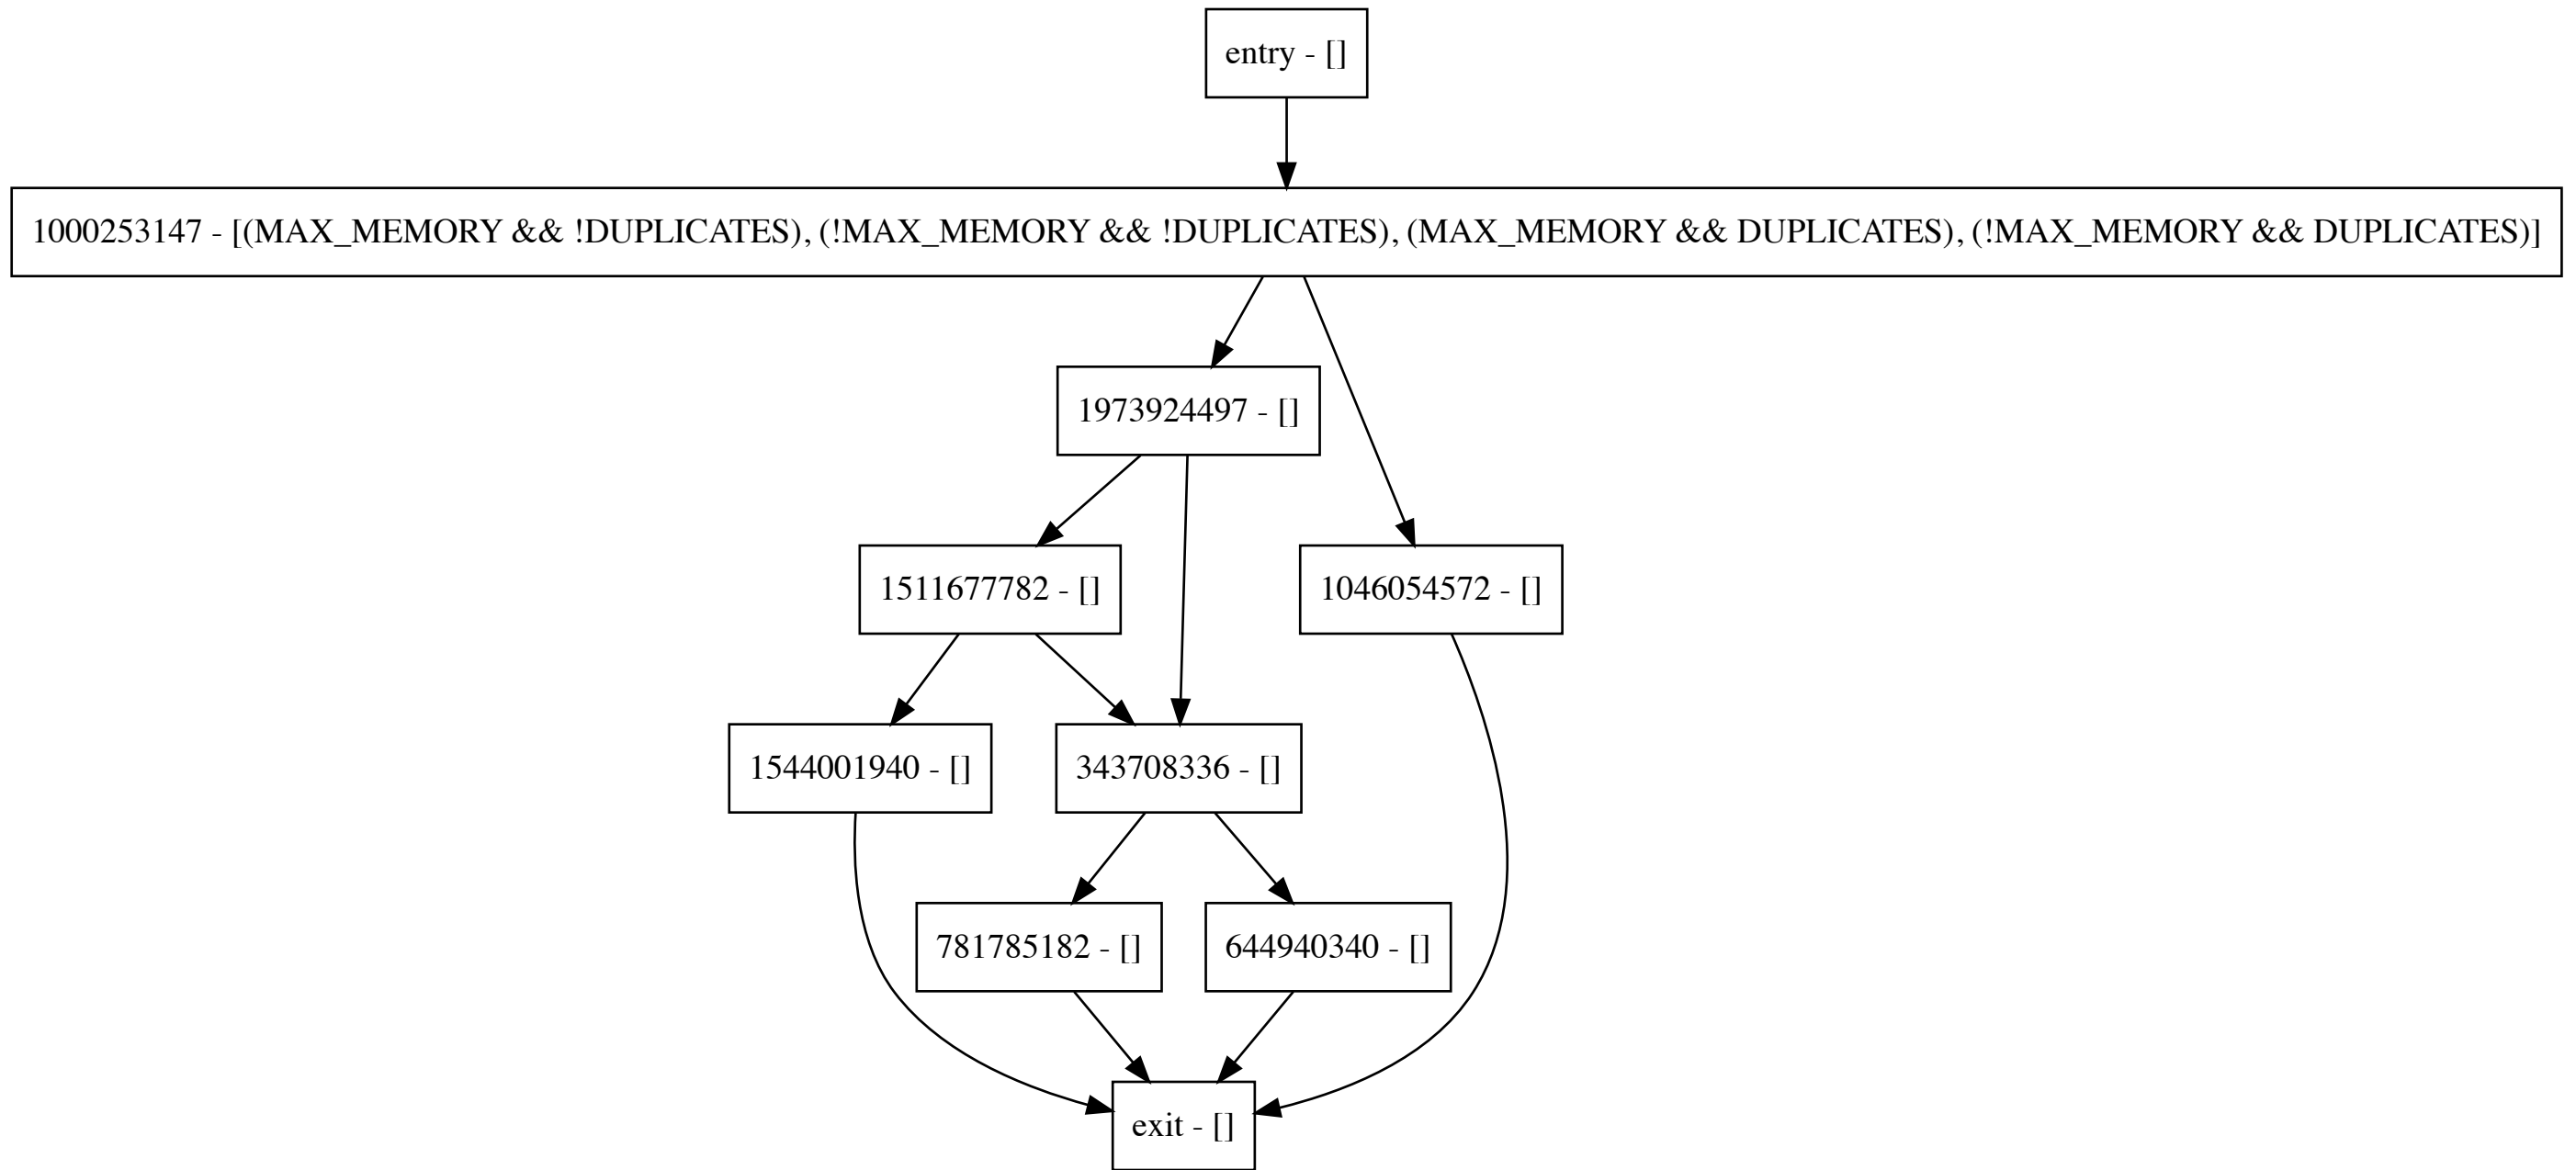 entry - []
1000253147 - [(MAX_MEMORY && !DUPLICATES), (!MAX_MEMORY && !DUPLICATES), (MAX_MEMORY && DUPLICATES), (!MAX_MEMORY && DUPLICATES)]
1973924497 - []
1511677782 - []
1046054572 - []
1544001940 - []
343708336 - []
781785182 - []
644940340 - []
exit - []